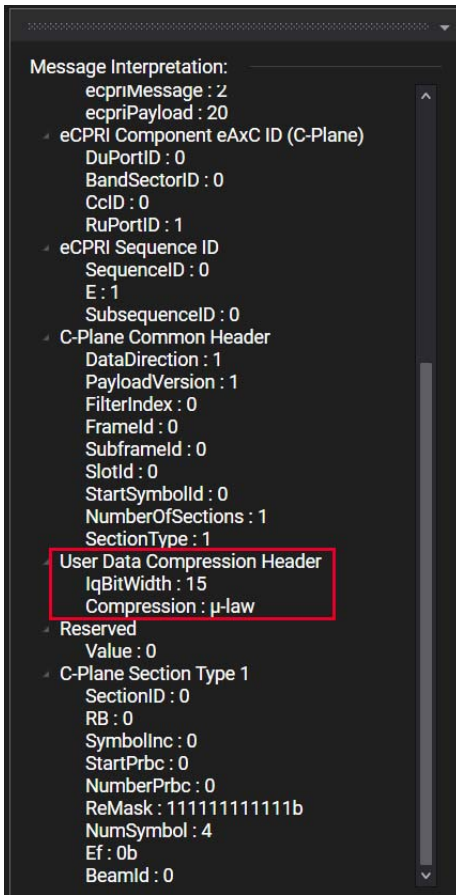 Message Interpretation:
ecpriMessage : 2
ecpriPayload : 20
eCPRI Component eAxC ID (C-Plane)
DuPortID : 0
BandSectorID : 0
CcID : 0
RuPortID : 1
eCPRI Sequence ID
SequenceID : 0
E : 1
SubsequenceID : 0
C-Plane Common Header
DataDirection : 1
PayloadVersion : 1
FilterIndex : 0
FrameId : 0
SubframeId : 0
SlotId : 0
StartSymbolId : 0
NumberOfSections : 1
SectionType : 1
User Data Compression Header
IqBitWidth : 15
Compression : μ-law
Reserved
Value : 0
C-Plane Section Type 1
SectionID : 0
RB : 0
SymbolInc : 0
StartPrbc : 0
NumberPrbc : 0
ReMask : 111111111111b
NumSymbol : 4
Ef : 0b
BeamId : 0